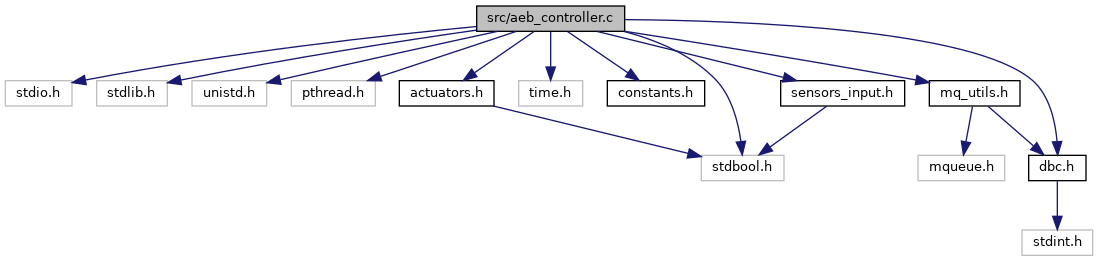 src/aeb_controller.c
stdio.h
stdlib.h
unistd.h
pthread.h
actuators.h
time.h
constants.h
sensors_input.h
mq_utils.h
stdbool.h
mqueue.h
dbc.h
stdint.h